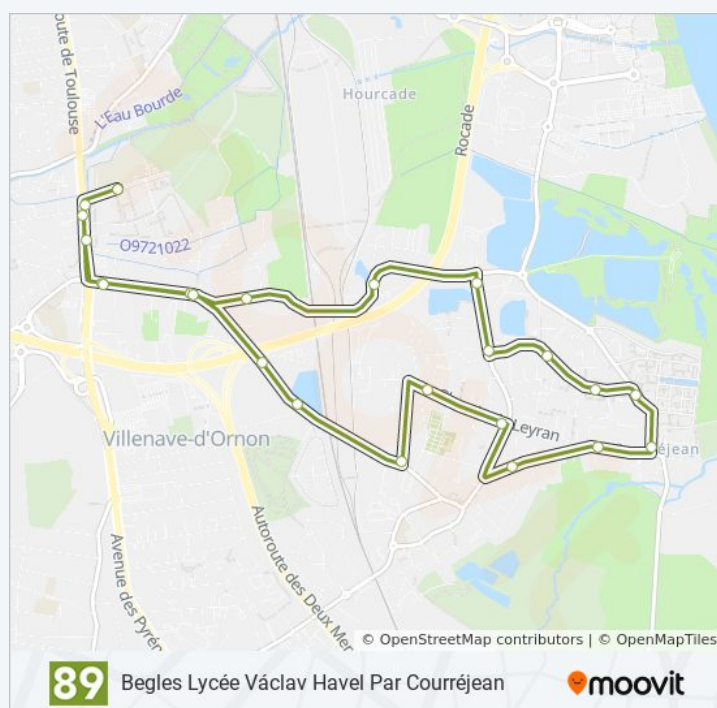 oute de Toulouse
L'Eau Bourde
Hourcade
Rocade
O9721022
Villenave-d'Ornon
Leyran
éjean
Avenue des Pyrén
Autoroute des Deux Mer
© OpenStreetMap contributors | © OpenMapTiles
89 Begles Lycée Václav Havel Par Courréjean moovit